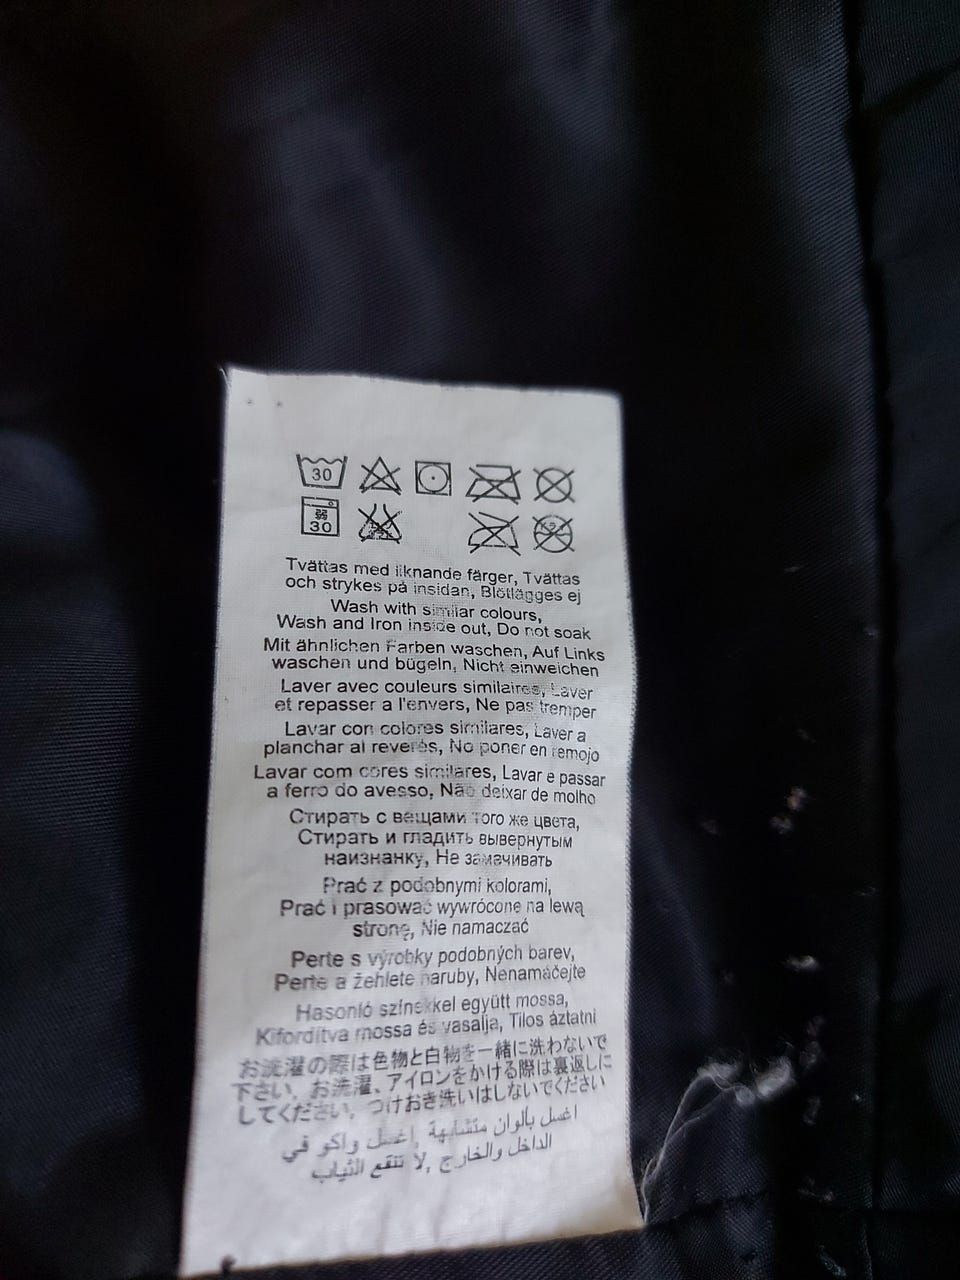 30
30
Tvättas med liknande färger, Tvättas
och strykes på insidan, Blötlägges ej
Wash with similar colours,
Wash and Iron inside out, Do not soak
Mit ähnlichen Farben waschen, Auf Links
waschen und bügeln, Nicht einweichen
Laver avec couleurs similaires, Laver
et repasser a l'envers, Ne pas tremper
Lavar con colores similares, Laver a
planchar al reverés, No poner en remojo
Lavar com cores similares, Lavar e passar
a ferro do avesso, Não deixar de molho
Стирать с вещами того же цвета,
Стирать и гладить вывернутым
наизнанку, Не замачивать
Prać z podobnymi kolorami,
Prać i prasować wywrócone na lewą
stronę, Nie namaczać
Perte s výrobky podobných barev,
Perte a žehlete naruby, Nenamáčejte
Hasonló színekkel együtt mossa,
Kifordítva mossa és vasalja, Tilos áztatni
お洗濯の際は色物と白物を一緒に洗わないで
下さい, お洗濯、アイロンをかける際は裏返しに
してください, つけおき洗いはしないでください
اغسل بألوان متشابهة ,إغسل واكو في
الداخل والخارج ,لا تنقع الثياب